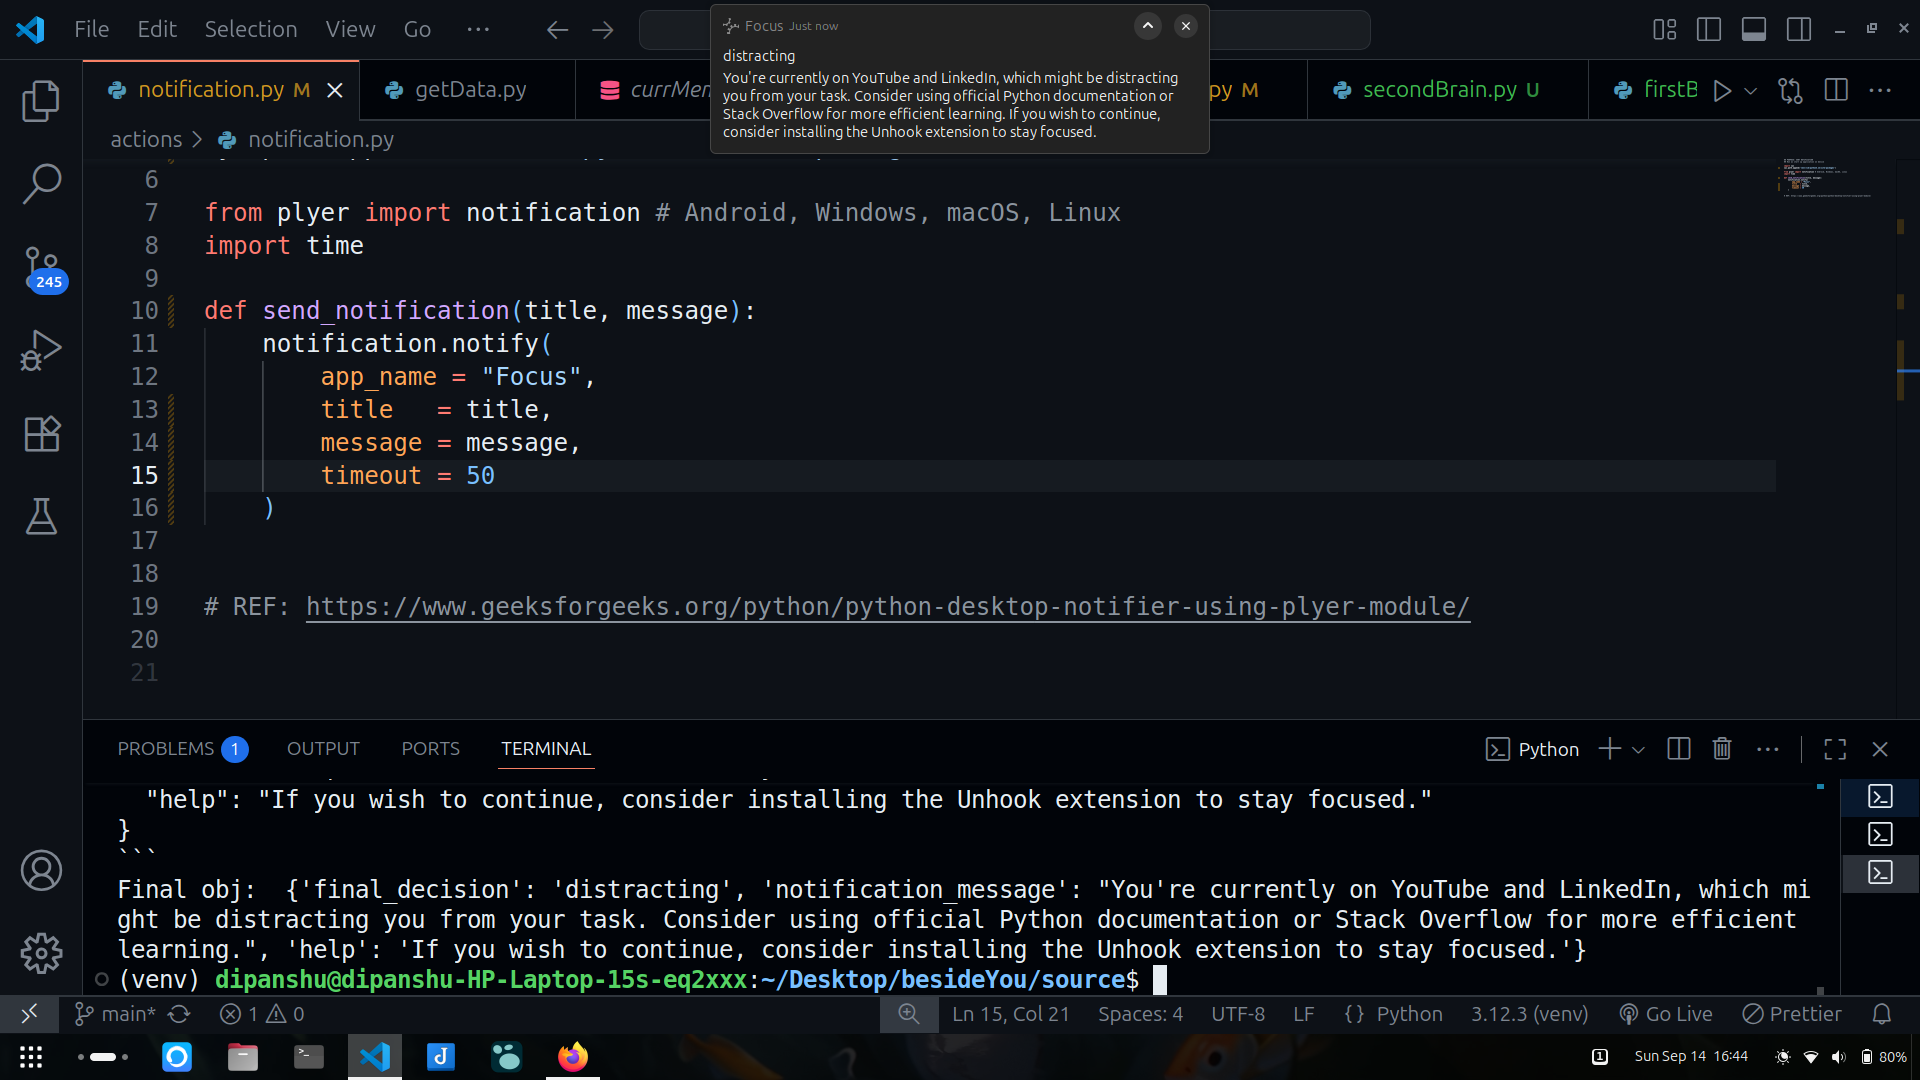 File Edit Selection View Go ···
Focus Just now
distracting
You're currently on YouTube and LinkedIn, which might be distracting
you from your task. Consider using official Python documentation or
Stack Overflow for more efficient learning. If you wish to continue,
consider installing the Unhook extension to stay focused.
notification.py M
getData.py
currMem
py M
secondBrain.py U
firstB
actions > notification.py
6
7 from plyer import notification # Android, Windows, macOS, Linux
8 import time
9
10 def send_notification(title, message):
11     notification.notify(
12         app_name = "Focus",
13         title   = title,
14         message = message,
15         timeout = 50
16     )
17
18
19 # REF: https://www.geeksforgeeks.org/python/python-desktop-notifier-using-plyer-module/
20
21
245
PROBLEMS 1 OUTPUT PORTS TERMINAL
Python
"help": "If you wish to continue, consider installing the Unhook extension to stay focused."
}
```
Final obj:  {'final_decision': 'distracting', 'notification_message': "You're currently on YouTube and LinkedIn, which mi
ght be distracting you from your task. Consider using official Python documentation or Stack Overflow for more efficient
learning.", 'help': 'If you wish to continue, consider installing the Unhook extension to stay focused.'}
(venv) dipanshu@dipanshu-HP-Laptop-15s-eq2xxx:~/Desktop/besideYou/source$
main* 1 0 Ln 15, Col 21 Spaces: 4 UTF-8 LF {} Python 3.12.3 (venv) Go Live Prettier
1 Sun Sep 14 16:44 80%